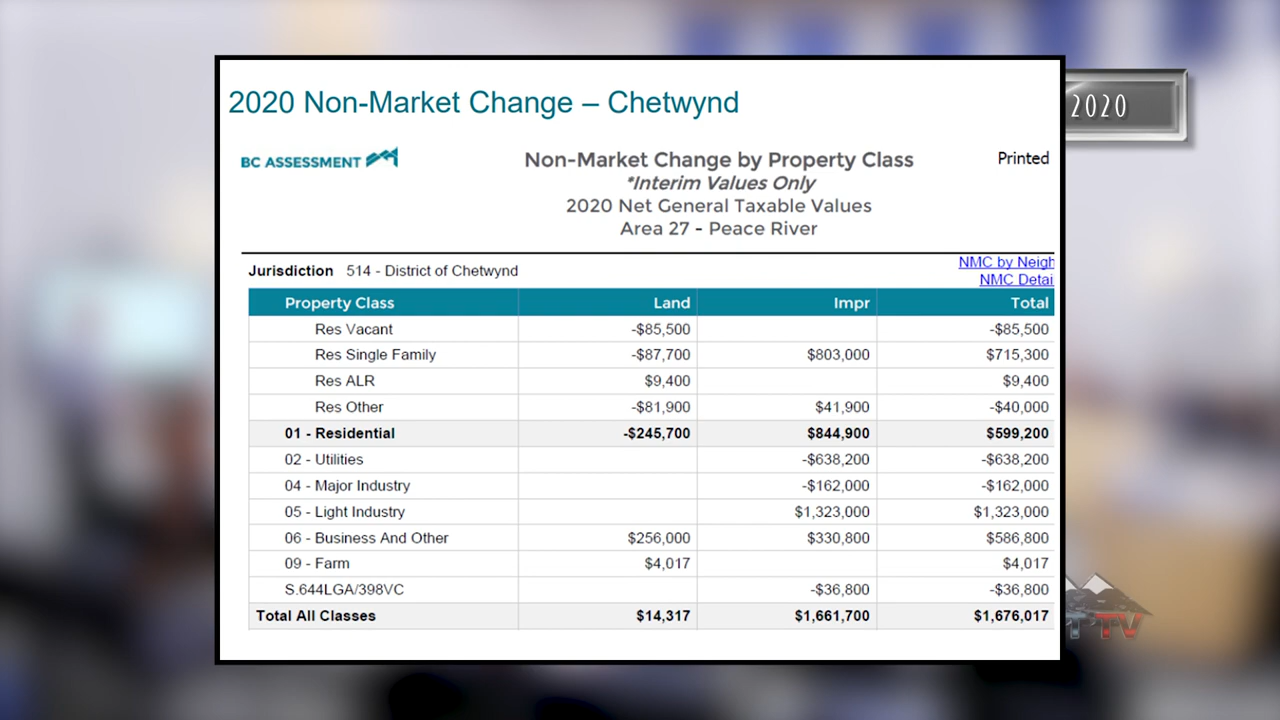 2020 Non-Market Change – Chetwynd
2020
BC ASSESSMENT
Non-Market Change by Property Class
Printed
*Interim Values Only
2020 Net General Taxable Values
Area 27 - Peace River
NMC by Neigh
Jurisdiction 514 - District of Chetwynd
NMC Detai
Property Class Land Impr Total
Res Vacant -$85,500 -$85,500
Res Single Family -$87,700 $803,000 $715,300
Res ALR $9,400 $9,400
Res Other -$81,900 $41,900 -$40,000
01 - Residential -$245,700 $844,900 $599,200
02 - Utilities -$638,200 -$638,200
04 - Major Industry -$162,000 -$162,000
05 - Light Industry $1,323,000 $1,323,000
06 - Business And Other $256,000 $330,800 $586,800
09 - Farm $4,017 $4,017
S.644LGA/398VC -$36,800 -$36,800
Total All Classes $14,317 $1,661,700 $1,676,017
TV